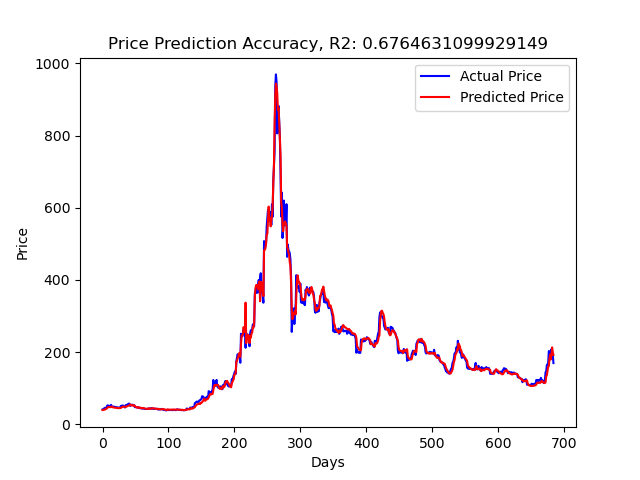 Price Prediction Accuracy, R2: 0.6764631099929149
Actual Price
Predicted Price
1000
800
600
400
200
0
Price
0 100 200 300 400 500 600 700
Days